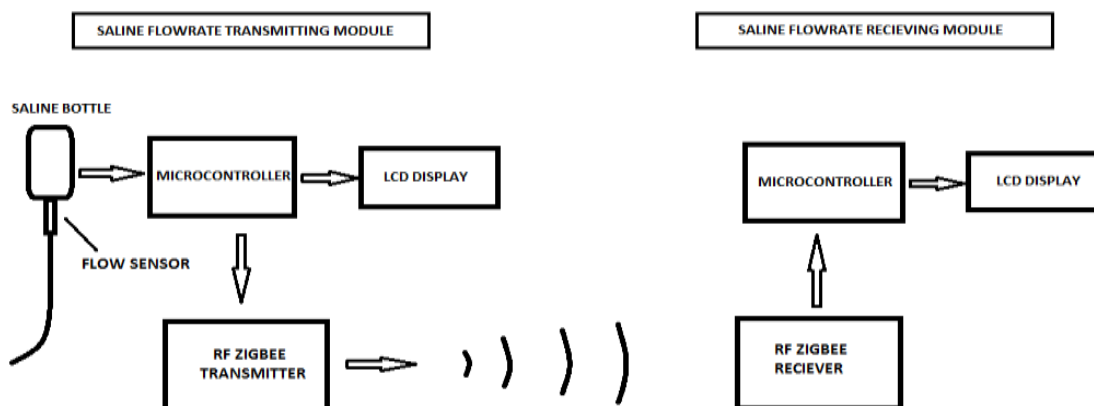 SALINE FLOWRATE TRANSMITTING MODULE
SALINE FLOWRATE RECIEVING MODULE
SALINE BOTTLE
MICROCONTROLLER
LCD DISPLAY
FLOW SENSOR
RF ZIGBEE
TRANSMITTER
MICROCONTROLLER
LCD DISPLAY
RF ZIGBEE
RECIEVER